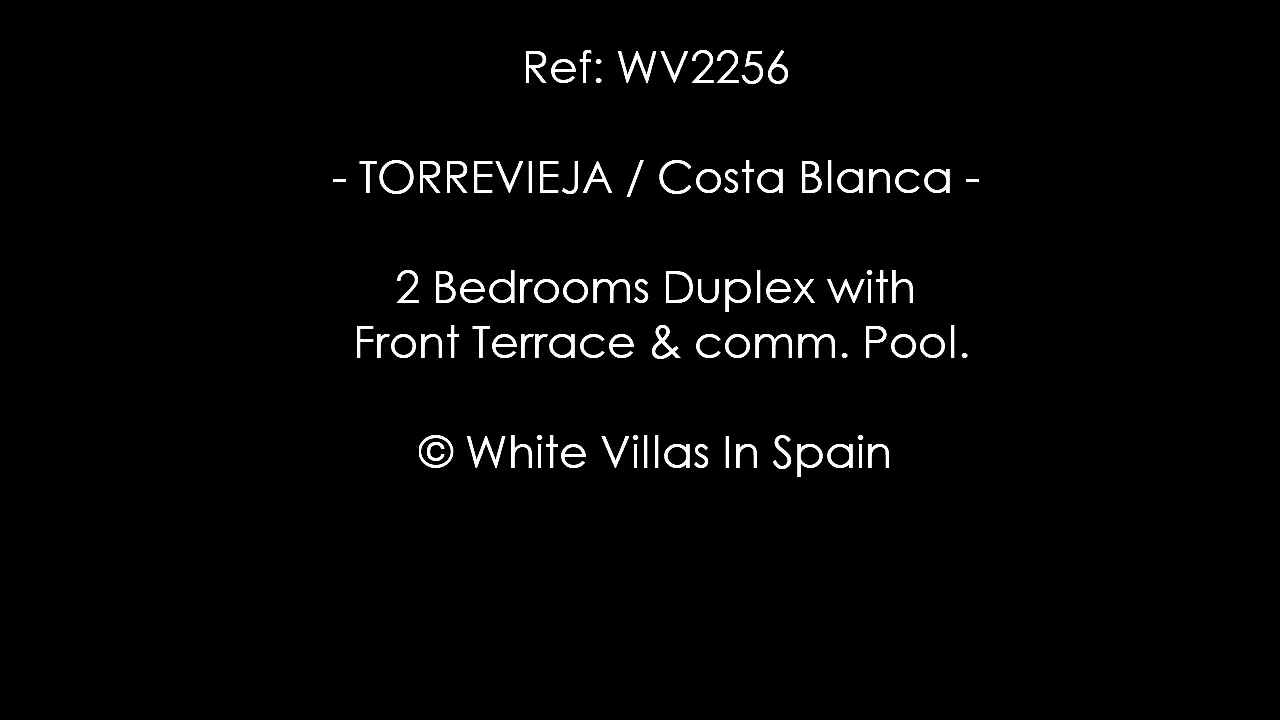 Ref: WV2256
- TORREVIEJA / Costa Blanca -
2 Bedrooms Duplex with
Front Terrace & comm. Pool.
© White Villas In Spain